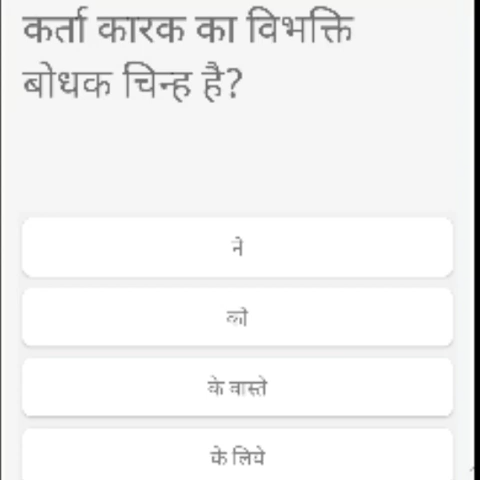 कर्ता कारक का विभक्ति
बोधक चिन्ह है?
ने
को
के वास्ते
के लिये